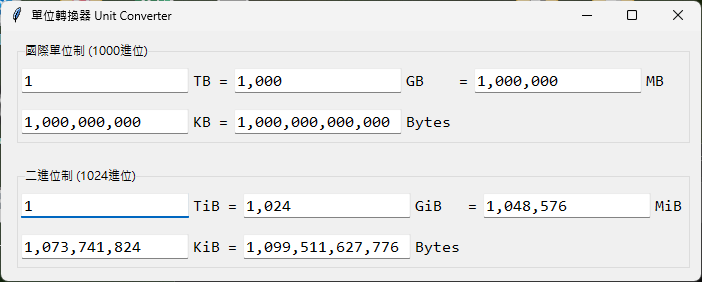 單位轉換器 Unit Converter
國際單位制 (1000進位)
1 TB = 1,000 GB = 1,000,000 MB
1,000,000,000 KB = 1,000,000,000,000 Bytes
二進位制 (1024進位)
1 TiB = 1,024 GiB = 1,048,576 MiB
1,073,741,824 KiB = 1,099,511,627,776 Bytes